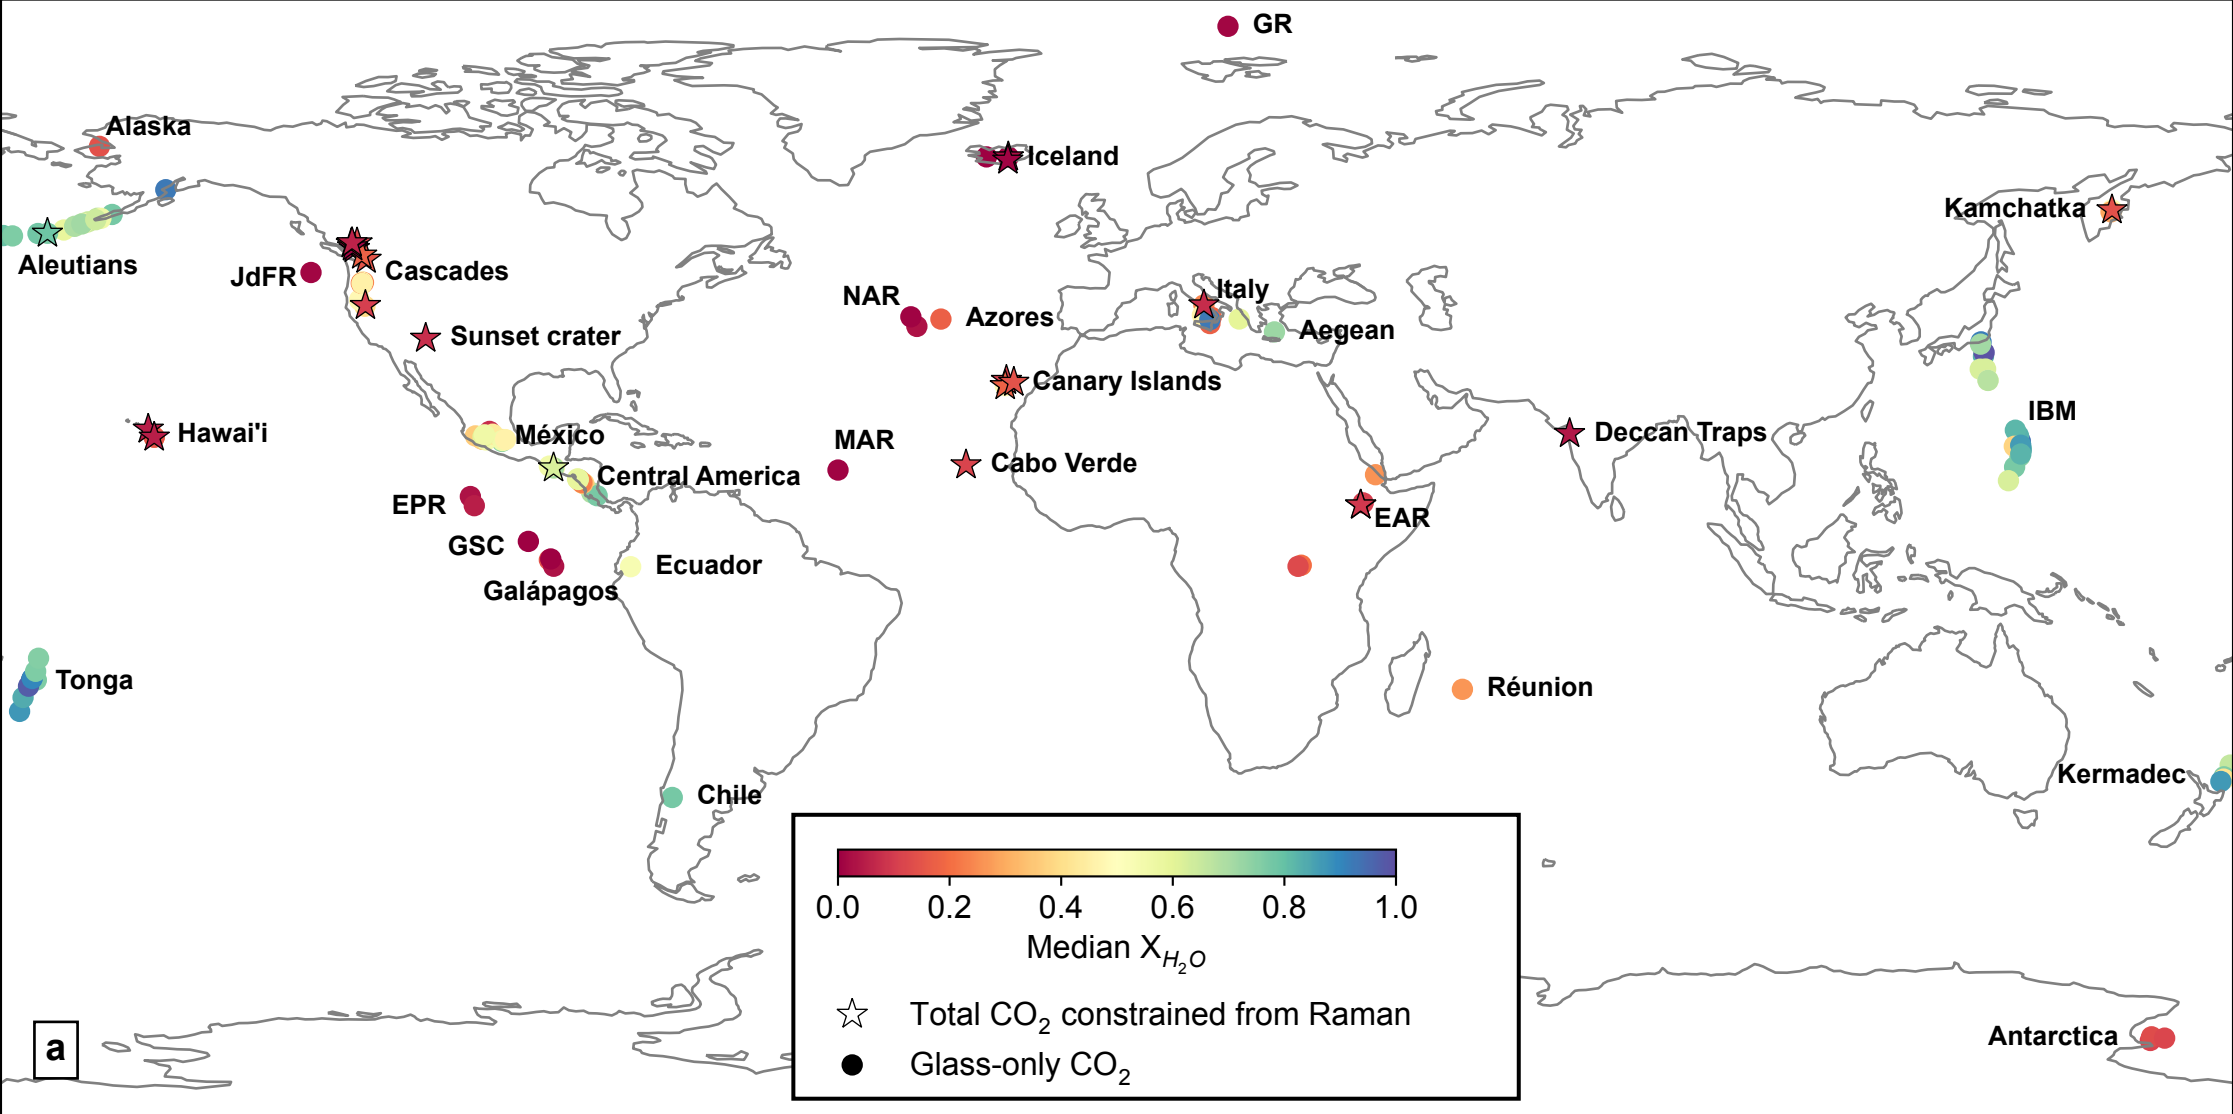 GR
Alaska
Iceland
Kamchatka
Aleutians
JdFR
Cascades
NAR
Azores
Italy
Aegean
Sunset crater
Canary Islands
IBM
Hawai'i
México
MAR
Deccan Traps
Cabo Verde
Central America
EPR
EAR
GSC
Ecuador
Galápagos
Tonga
Réunion
Kermadec
Chile
0.0 0.2 0.4 0.6 0.8 1.0
Median X_{H_2O}
Total CO₂ constrained from Raman
Glass-only CO₂
Antarctica
a